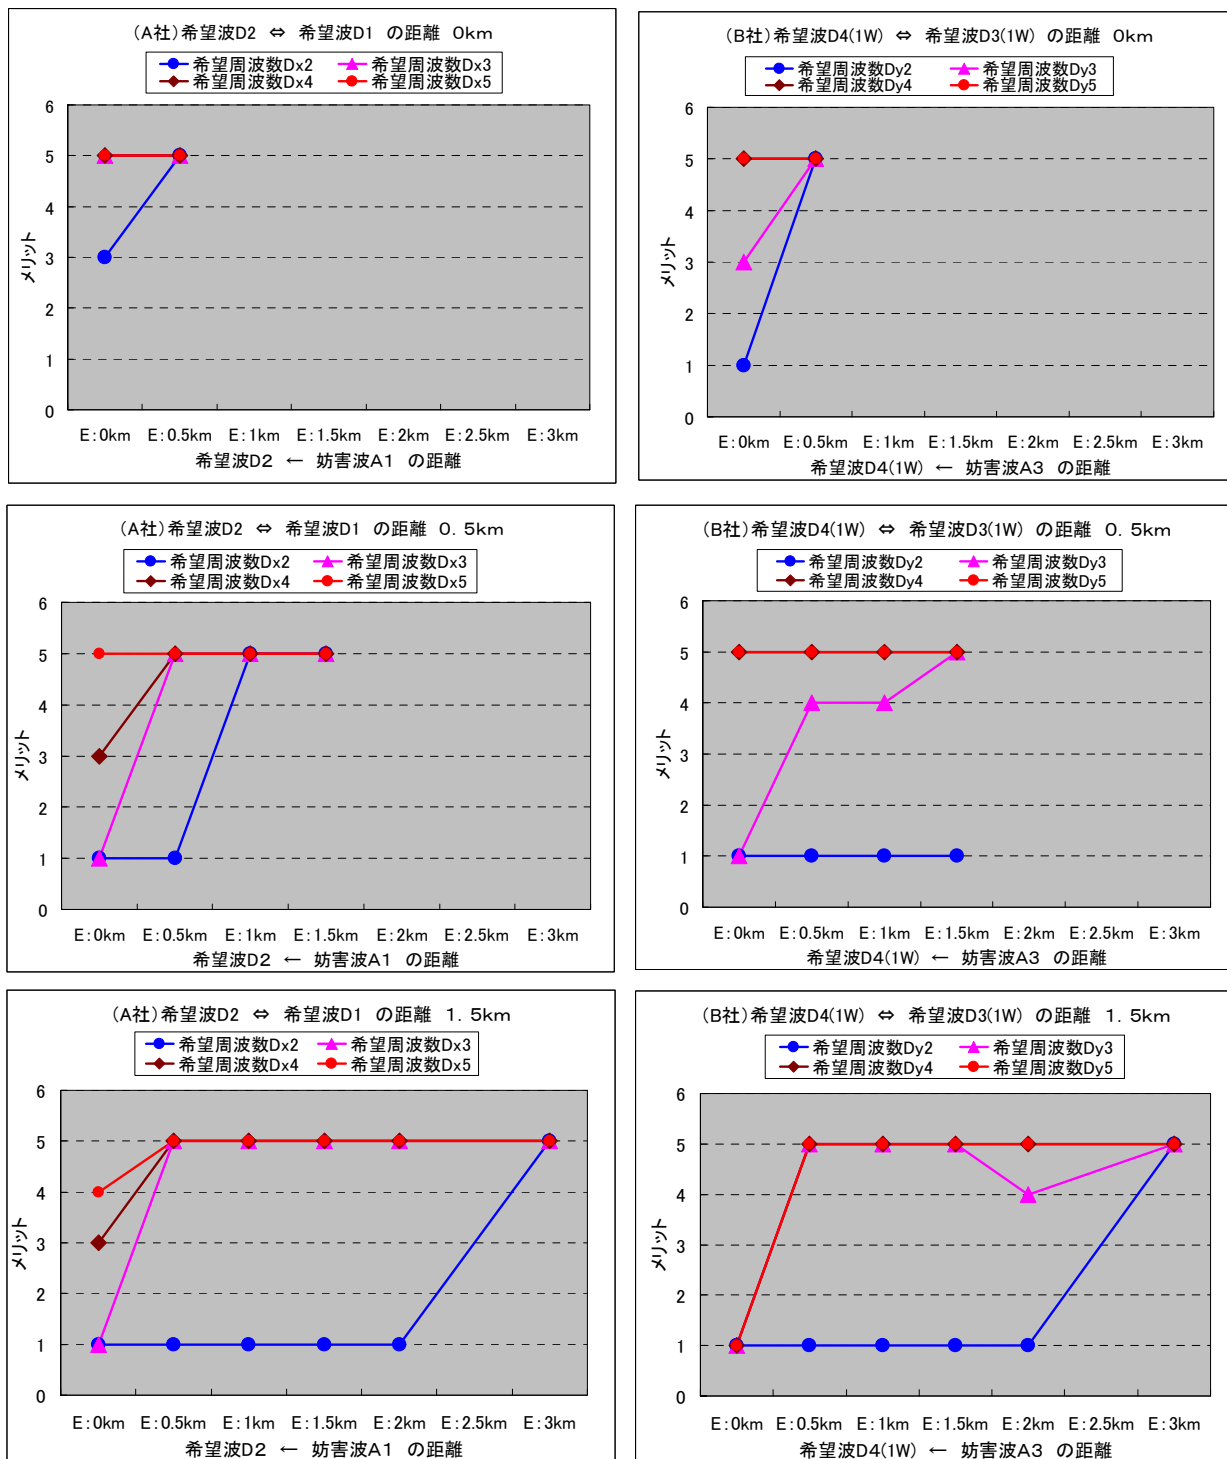 (A社)希望波D2 ⇔ 希望波D1 の距離 0km
希望周波数Dx2 希望周波数Dx3
希望周波数Dx4 希望周波数Dx5
6
5
4
3
2
1
0
メリット
E:0km E:0.5km E:1km E:1.5km E:2km E:2.5km E:3km
希望波D2 ← 妨害波A1 の距離
(B社)希望波D4(1W) ⇔ 希望波D3(1W) の距離 0km
希望周波数Dy2 希望周波数Dy3
希望周波数Dy4 希望周波数Dy5
6
5
4
3
2
1
0
メリット
E:0km E:0.5km E:1km E:1.5km E:2km E:2.5km E:3km
希望波D4(1W) ← 妨害波A3 の距離
(A社)希望波D2 ⇔ 希望波D1 の距離 0.5km
希望周波数Dx2 希望周波数Dx3
希望周波数Dx4 希望周波数Dx5
6
5
4
3
2
1
0
メリット
E:0km E:0.5km E:1km E:1.5km E:2km E:2.5km E:3km
希望波D2 ← 妨害波A1 の距離
(B社)希望波D4(1W) ⇔ 希望波D3(1W) の距離 0.5km
希望周波数Dy2 希望周波数Dy3
希望周波数Dy4 希望周波数Dy5
6
5
4
3
2
1
0
メリット
E:0km E:0.5km E:1km E:1.5km E:2km E:2.5km E:3km
希望波D4(1W) ← 妨害波A3 の距離
(A社)希望波D2 ⇔ 希望波D1 の距離 1.5km
希望周波数Dx2 希望周波数Dx3
希望周波数Dx4 希望周波数Dx5
6
5
4
3
2
1
0
メリット
E:0km E:0.5km E:1km E:1.5km E:2km E:2.5km E:3km
希望波D2 ← 妨害波A1 の距離
(B社)希望波D4(1W) ⇔ 希望波D3(1W) の距離 1.5km
希望周波数Dy2 希望周波数Dy3
希望周波数Dy4 希望周波数Dy5
6
5
4
3
2
1
0
メリット
E:0km E:0.5km E:1km E:1.5km E:2km E:2.5km E:3km
希望波D4(1W) ← 妨害波A3 の距離